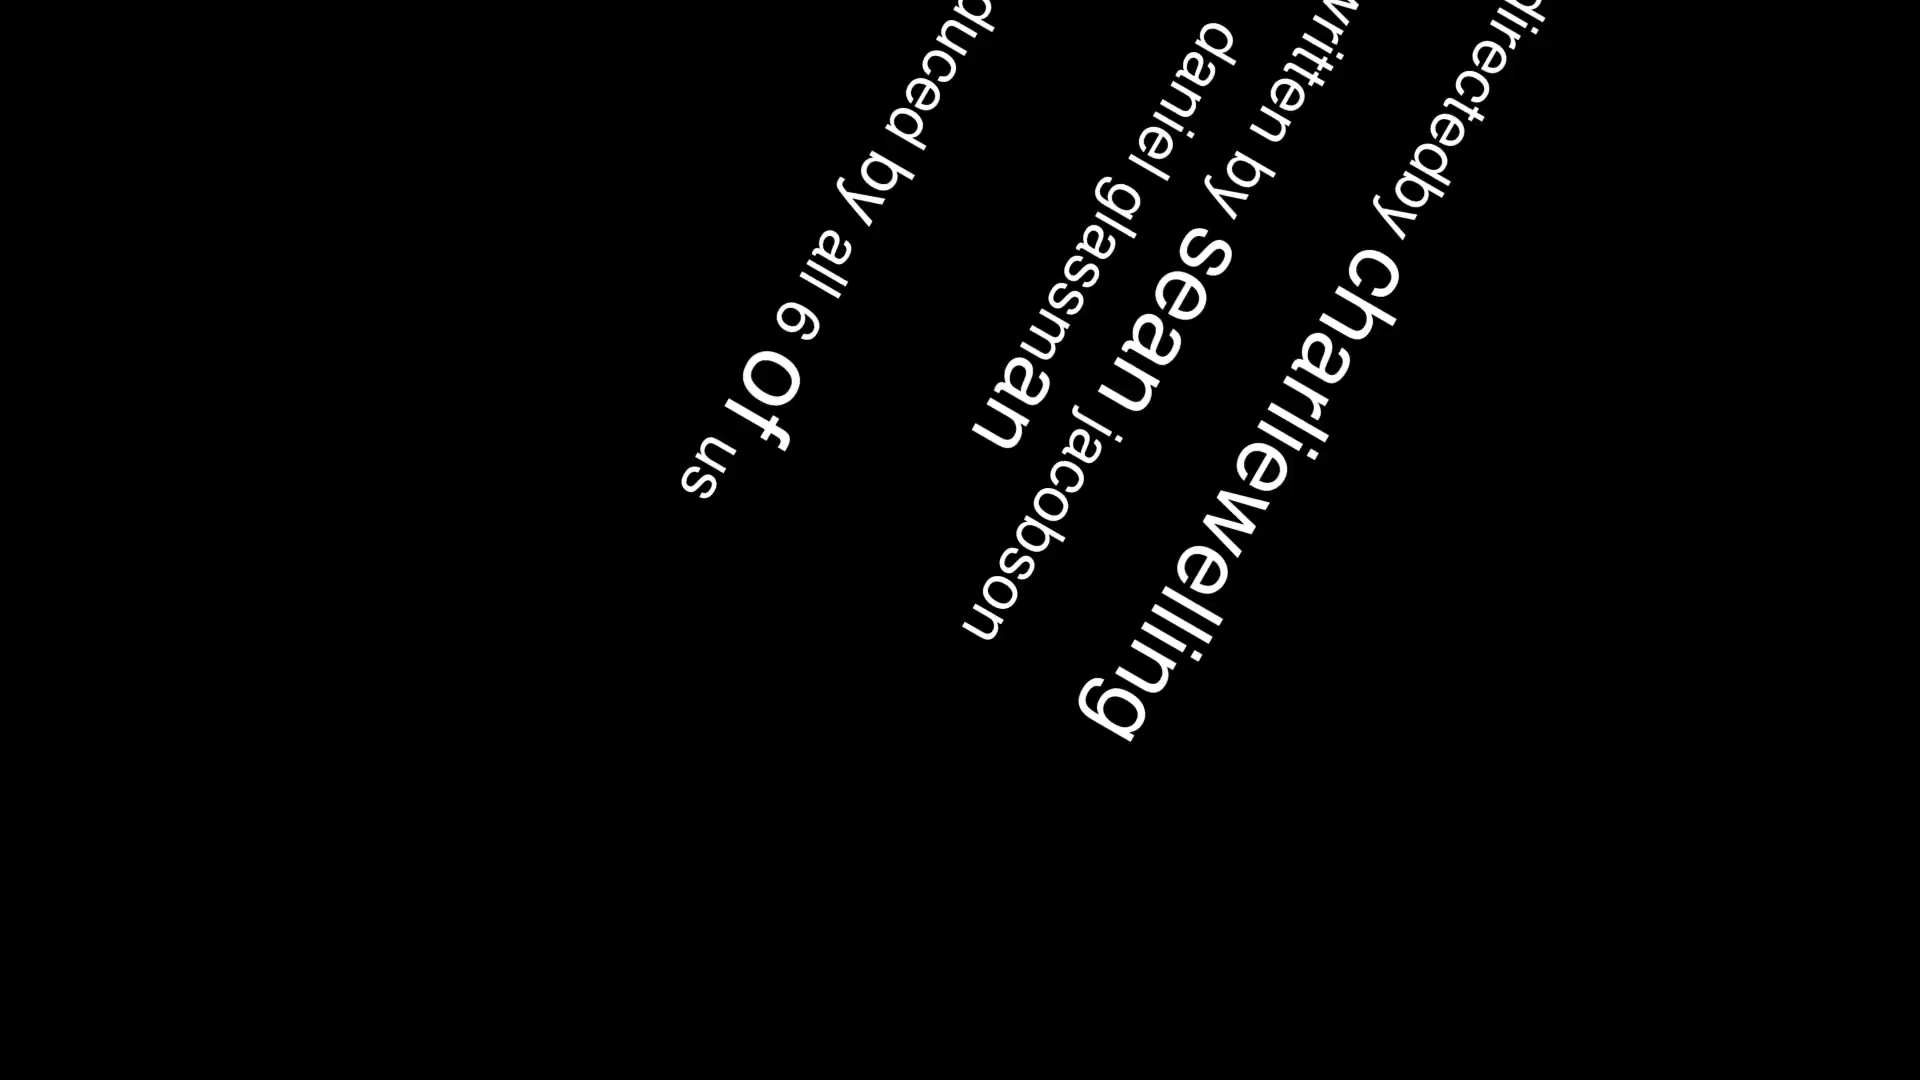 directedby charliewelling
written by sean jacobson
daniel glassman
duced by all 6 Of us